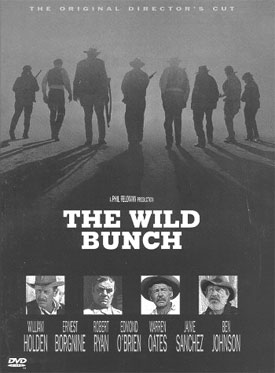 THE ORIGINAL DIRECTOR'S CUT
A PHIL FELDMAN PRODUCTION
THE WILD
BUNCH
WILLIAM HOLDEN
ERNEST BORGNINE
ROBERT RYAN
EDMOND O'BRIEN
WARREN OATES
JAIME SANCHEZ
BEN JOHNSON
DVD